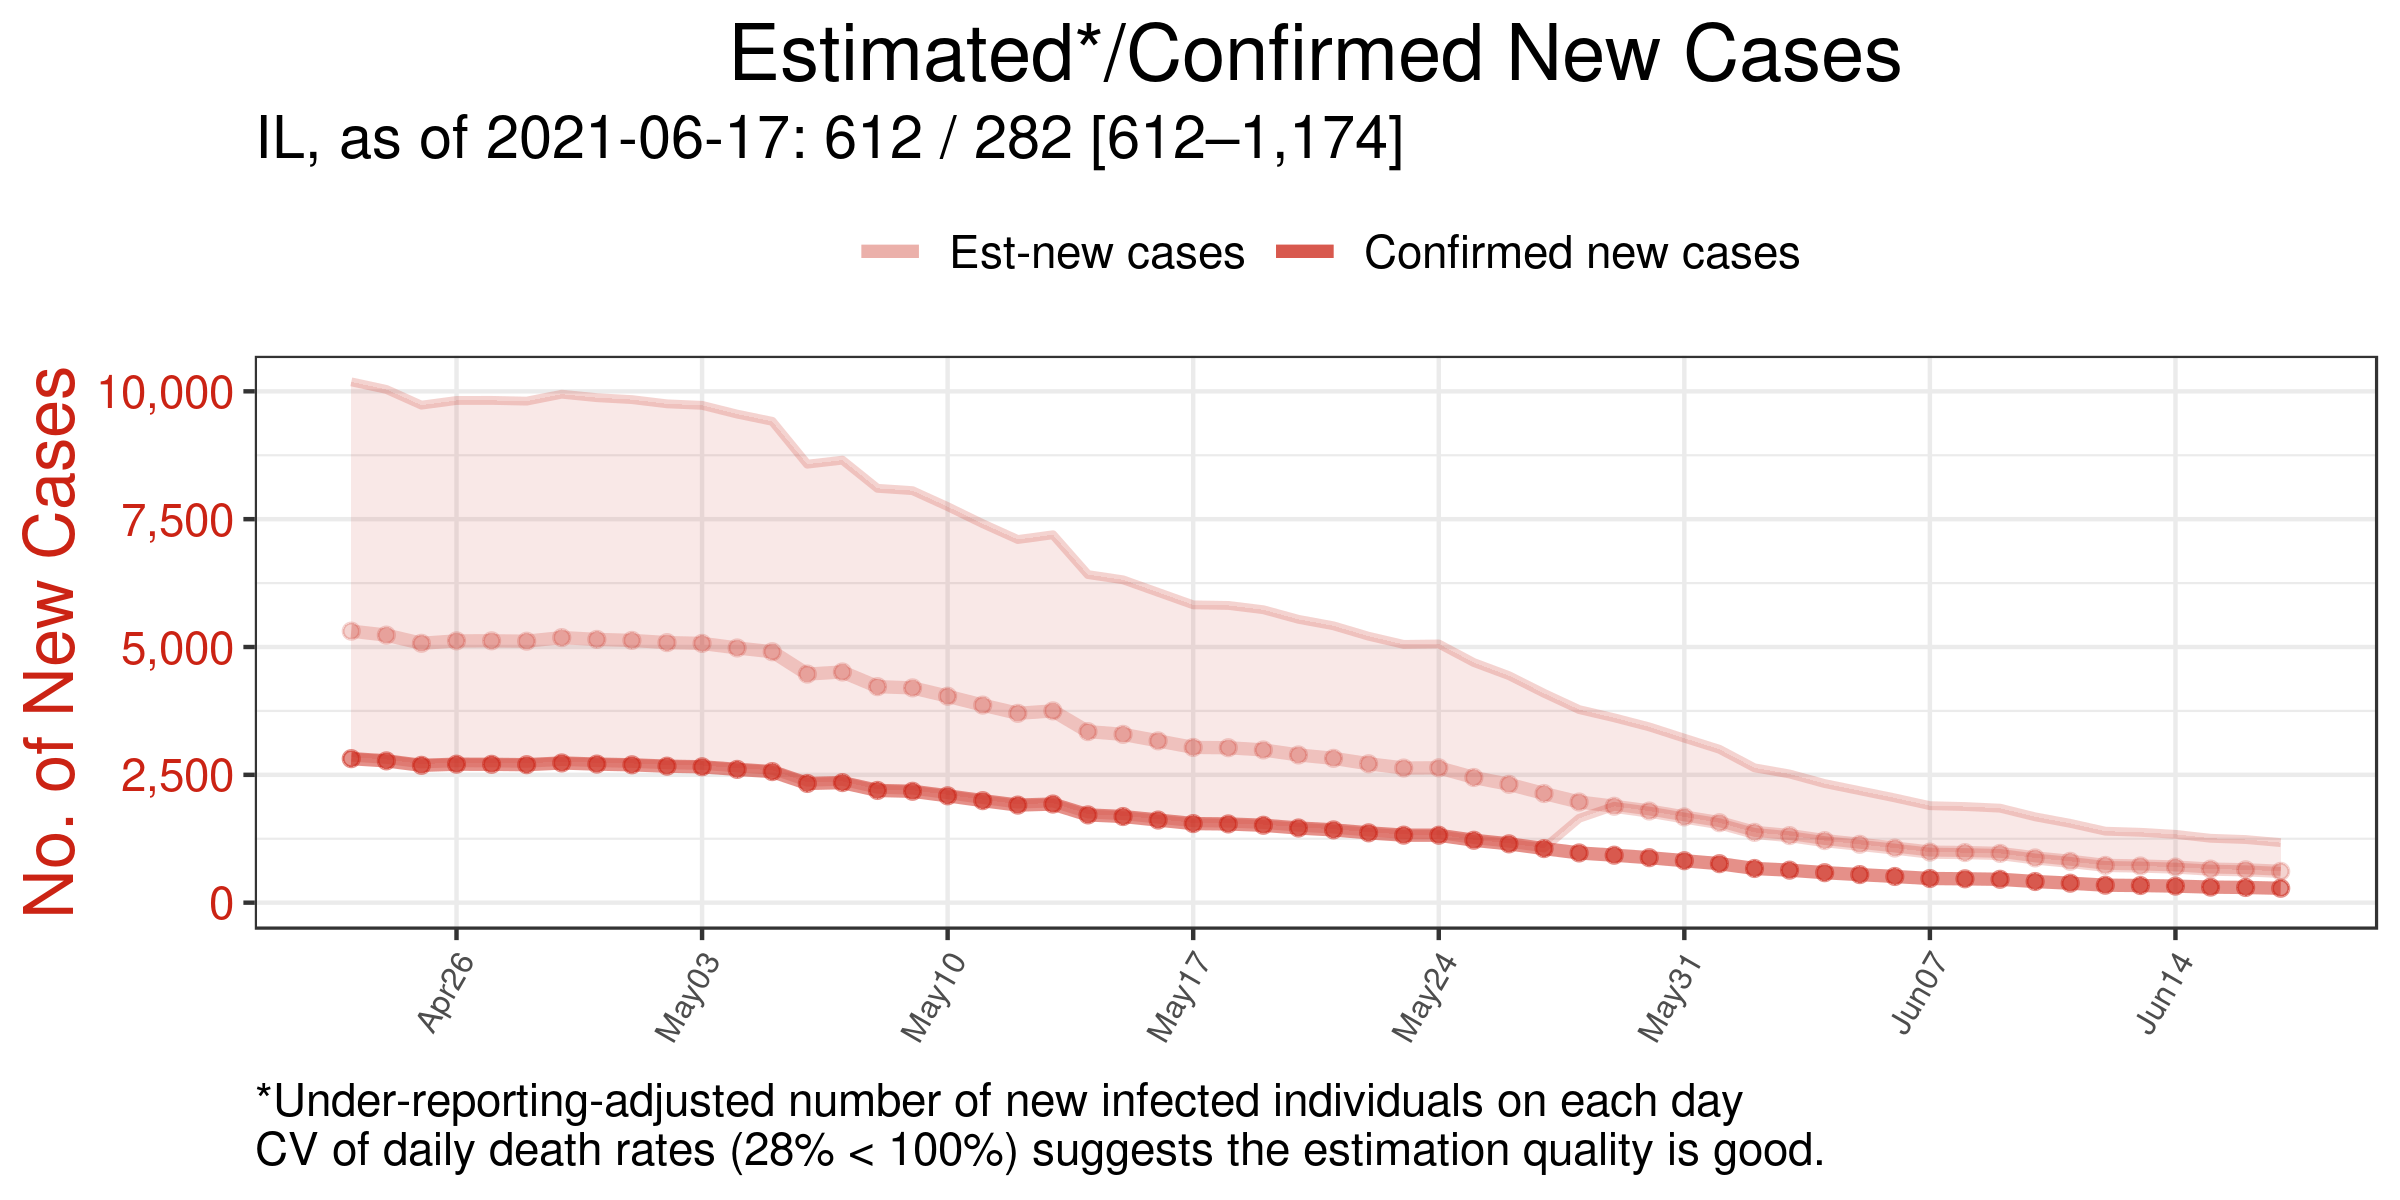 Estimated*/Confirmed New Cases
IL, as of 2021-06-17: 612 / 282 [612–1,174]
Est-new cases
Confirmed new cases
No. of New Cases
10,000
7,500
5,000
2,500
0
Apr26
May03
May10
May17
May24
May31
Jun07
Jun14
*Under-reporting-adjusted number of new infected individuals on each day
CV of daily death rates (28% < 100%) suggests the estimation quality is good.